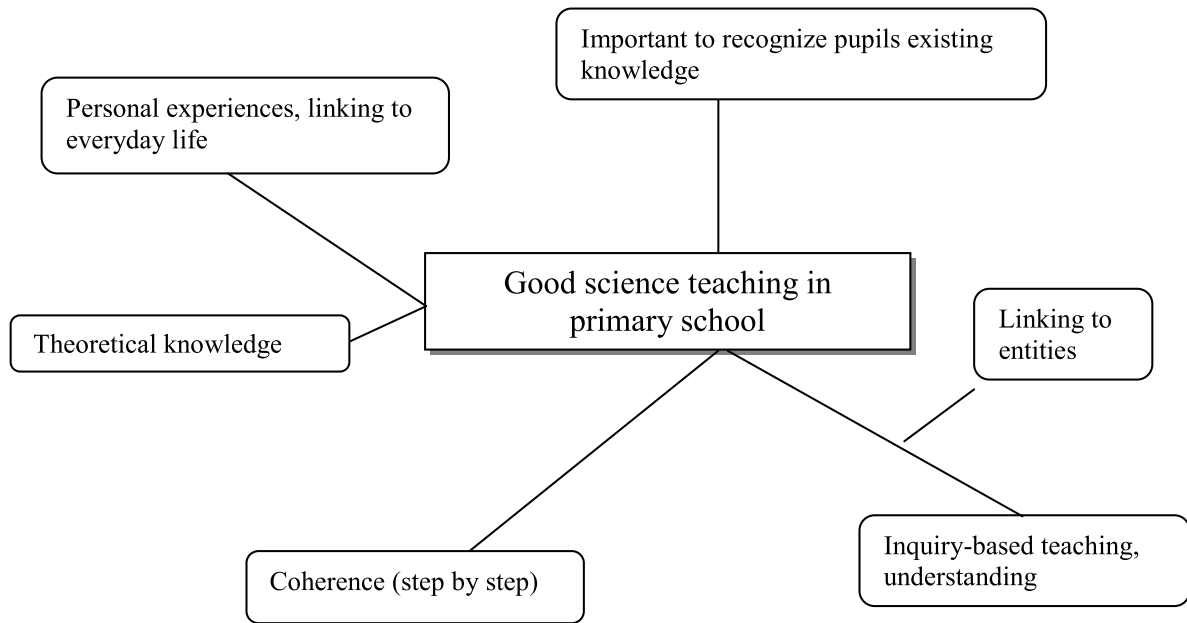 Important to recognize pupils existing
knowledge
Personal experiences, linking to
everyday life
Good science teaching in
primary school
Linking to
entities
Theoretical knowledge
Inquiry-based teaching,
understanding
Coherence (step by step)